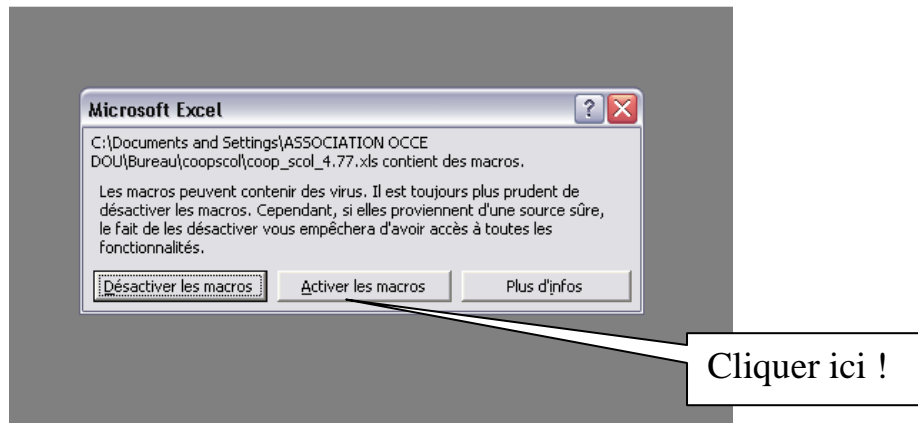 Microsoft Excel
C:\Documents and Settings\ASSOCIATION OCCE
DOU\Bureau\coopscol\coop_scol_4.77.xls contient des macros.
Les macros peuvent contenir des virus. Il est toujours plus prudent de
désactiver les macros. Cependant, si elles proviennent d'une source sûre,
le fait de les désactiver vous empêchera d'avoir accès à toutes les
fonctionnalités.
Désactiver les macros
Activer les macros
Plus d'infos
Cliquer ici !